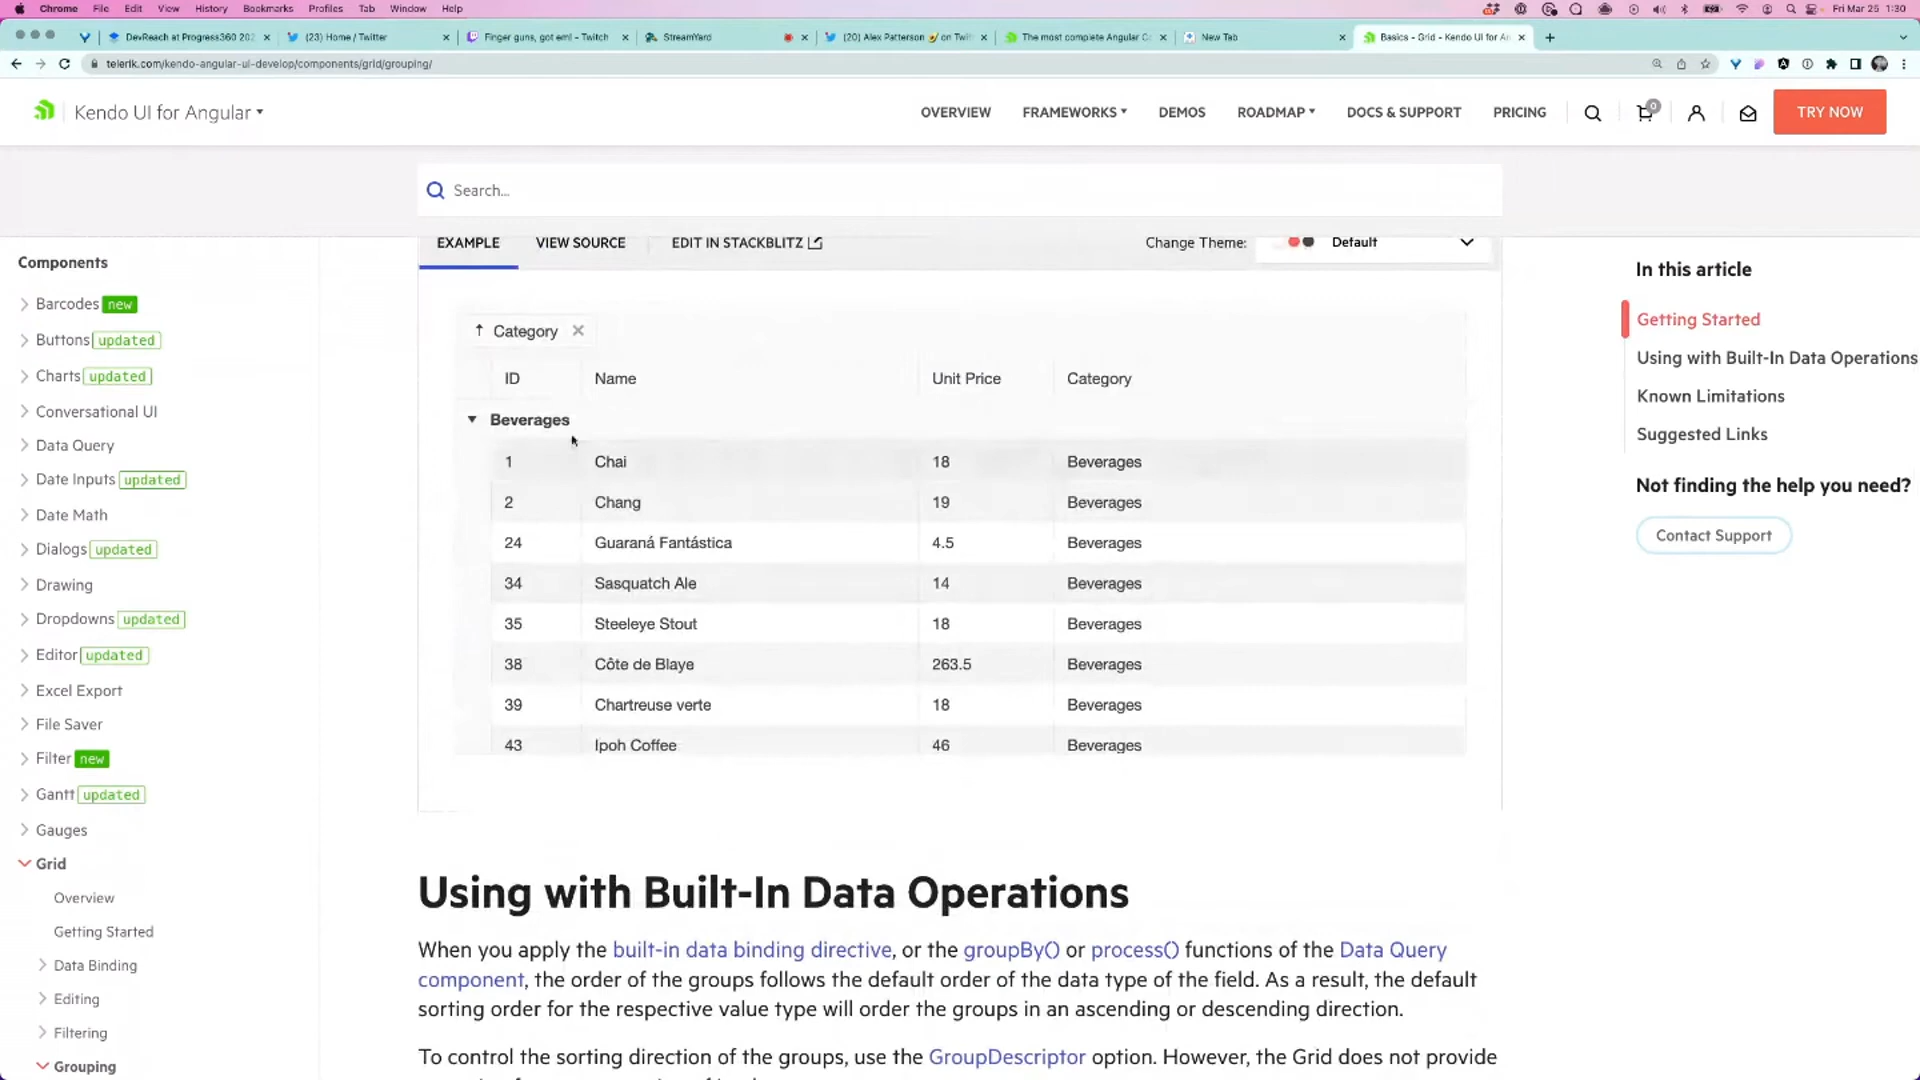 Chrome File Edit View History Bookmarks Profiles Tab Window Help Fri Mar 25 1:30
DevReach at Progress360 202 (23) Home / Twitter Finger guns, got em! - Twitch StreamYard (20) Alex Patterson on Twit The most complete Angular Co New Tab Basics - Grid - Kendo UI for An
telerik.com/kendo-angular-ui-develop/components/grid/grouping/
Kendo UI for Angular OVERVIEW FRAMEWORKS DEMOS ROADMAP DOCS & SUPPORT PRICING 0 TRY NOW
Search...
EXAMPLE VIEW SOURCE EDIT IN STACKBLITZ Change Theme: Default
Components
Barcodes new
Buttons updated
Charts updated
Conversational UI
Data Query
Date Inputs updated
Date Math
Dialogs updated
Drawing
Dropdowns updated
Editor updated
Excel Export
File Saver
Filter new
Gantt updated
Gauges
Grid
Overview
Getting Started
Data Binding
Editing
Filtering
Grouping
↑ Category ×
ID Name Unit Price Category
Beverages
1 Chai 18 Beverages
2 Chang 19 Beverages
24 Guaraná Fantástica 4.5 Beverages
34 Sasquatch Ale 14 Beverages
35 Steeleye Stout 18 Beverages
38 Côte de Blaye 263.5 Beverages
39 Chartreuse verte 18 Beverages
43 Ipoh Coffee 46 Beverages
Using with Built-In Data Operations
When you apply the built-in data binding directive, or the groupBy() or process() functions of the Data Query
component, the order of the groups follows the default order of the data type of the field. As a result, the default
sorting order for the respective value type will order the groups in an ascending or descending direction.
To control the sorting direction of the groups, use the GroupDescriptor option. However, the Grid does not provide
In this article
Getting Started
Using with Built-In Data Operations
Known Limitations
Suggested Links
Not finding the help you need?
Contact Support